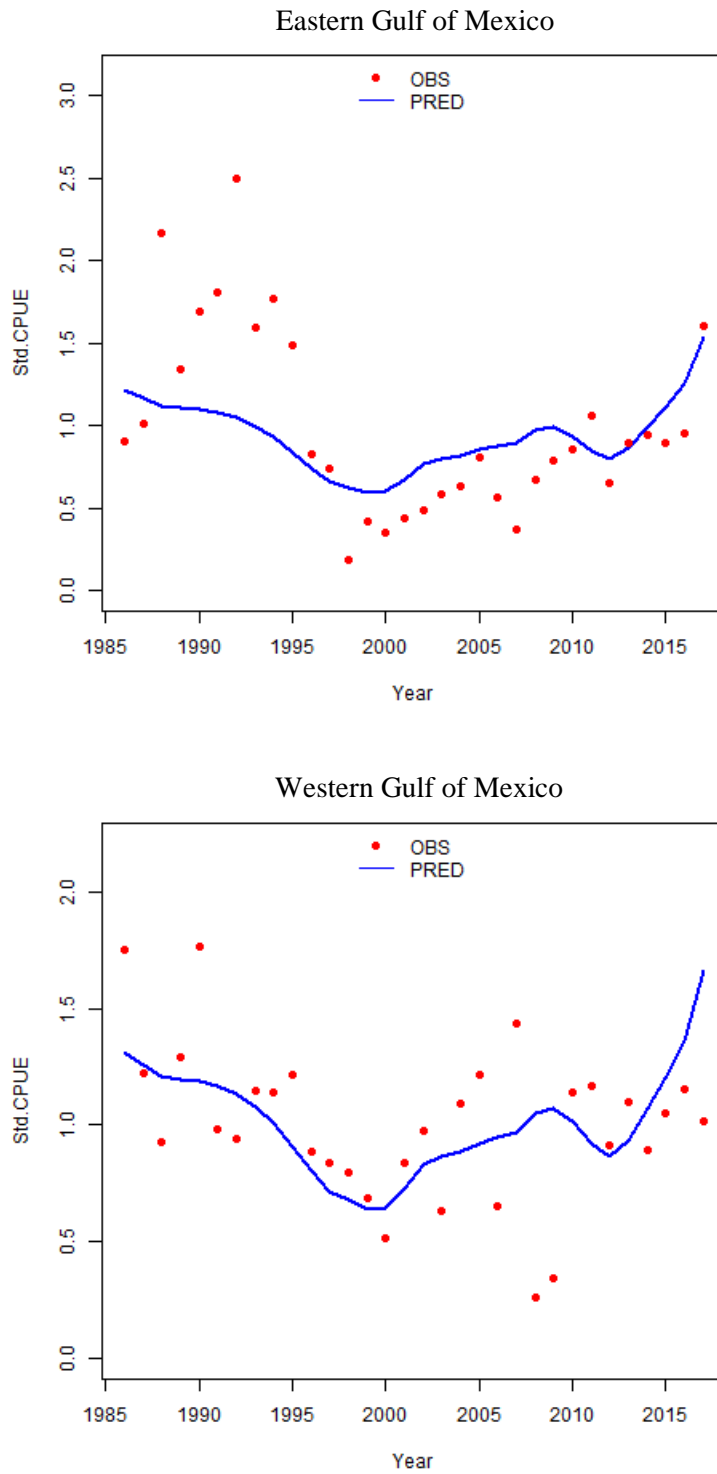 Eastern Gulf of Mexico
OBS
PRED
3.0
2.5
2.0
1.5
1.0
0.5
0.0
Std.CPUE
1985 1990 1995 2000 2005 2010 2015
Year
Western Gulf of Mexico
OBS
PRED
2.0
1.5
1.0
0.5
0.0
Std.CPUE
1985 1990 1995 2000 2005 2010 2015
Year